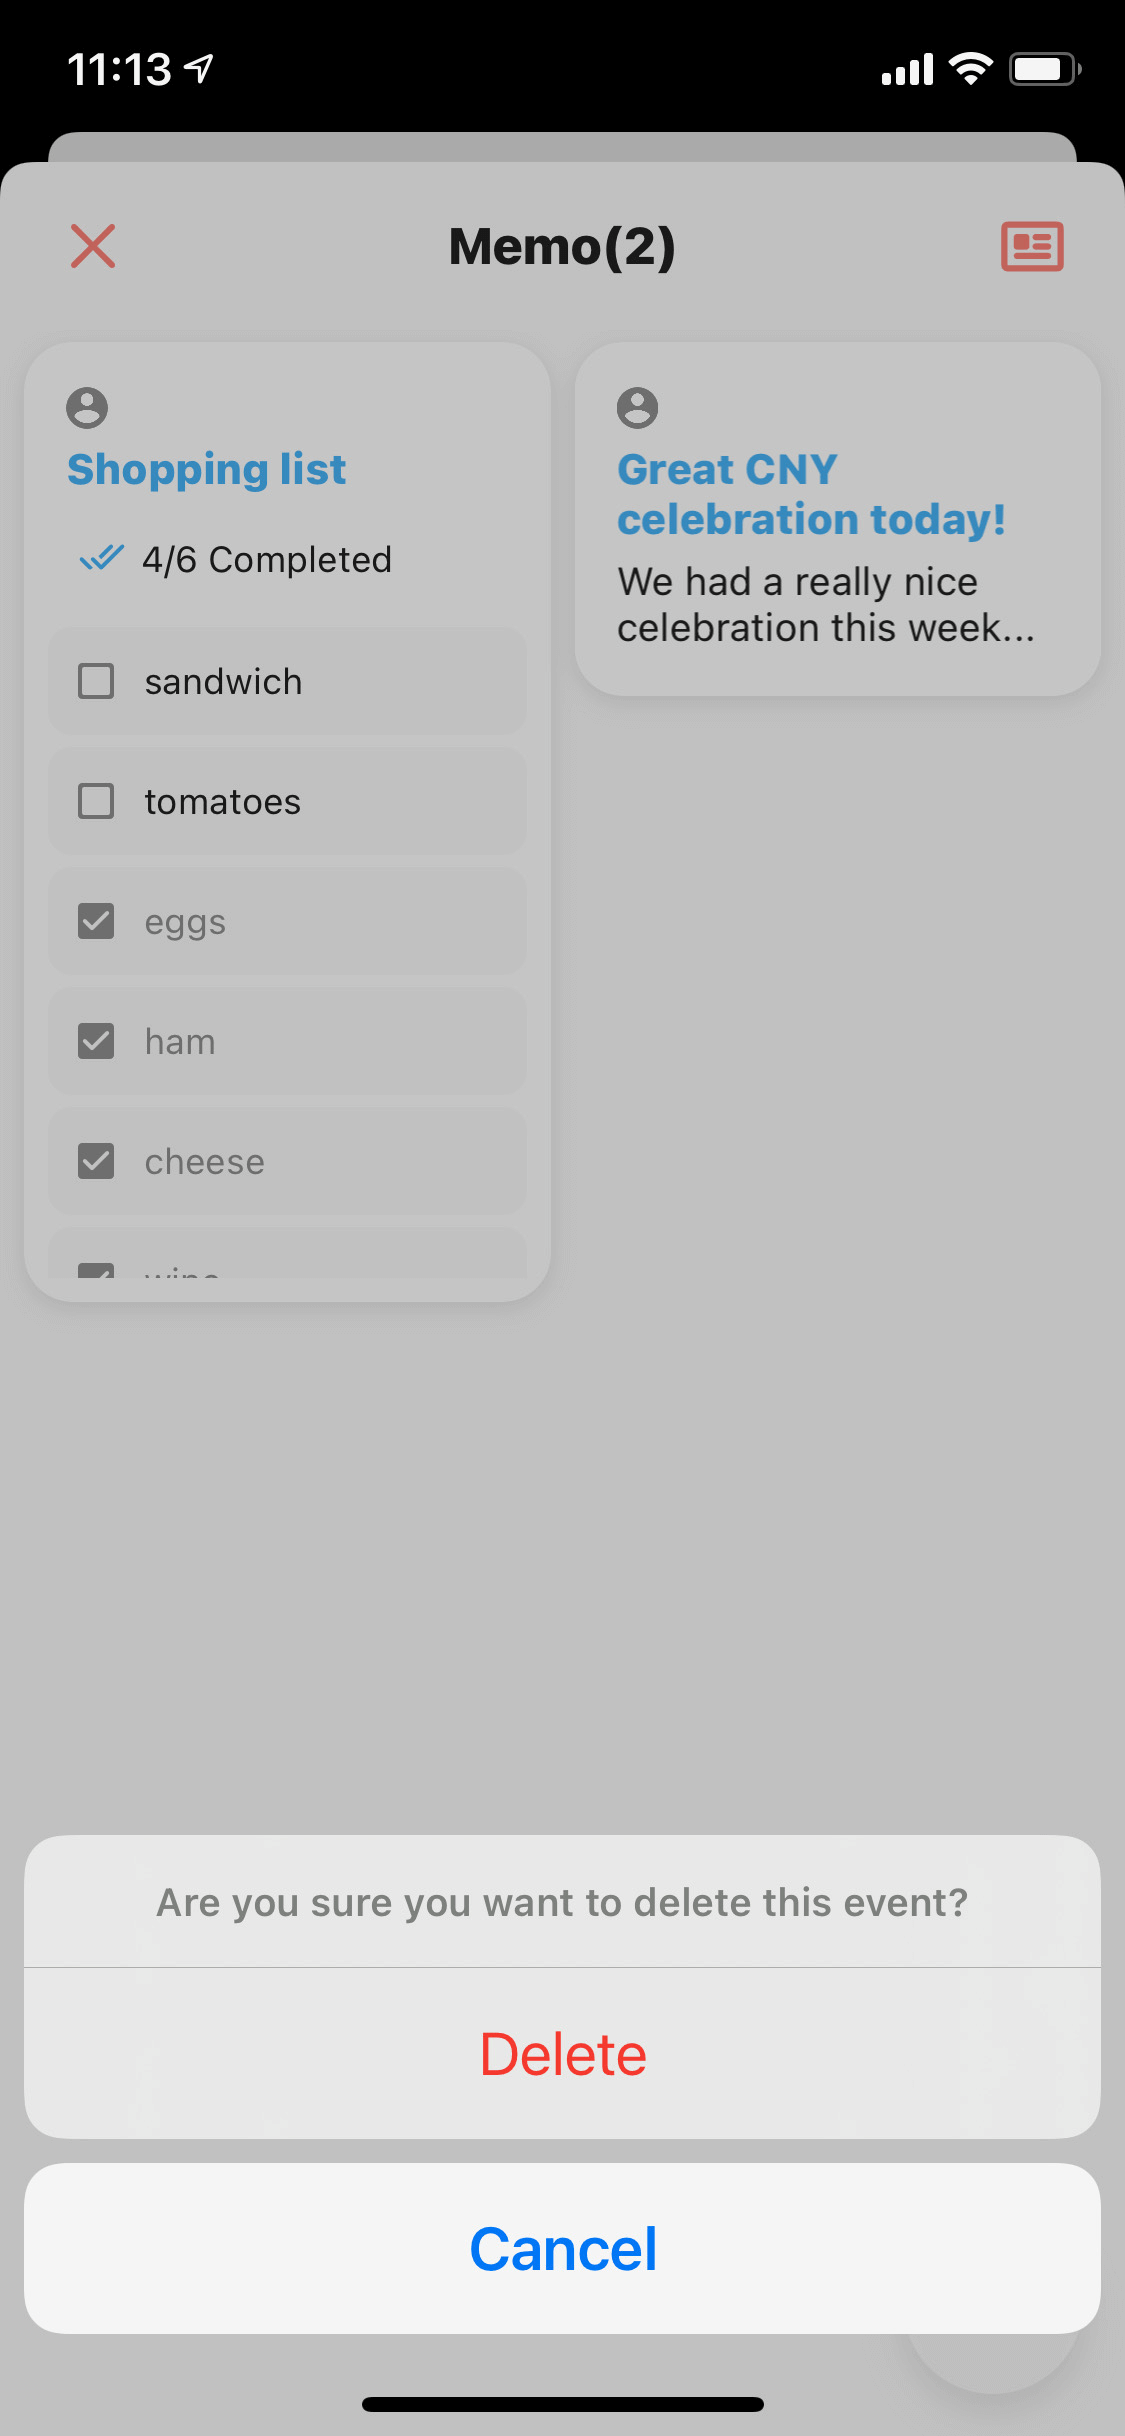 11:13
Memo(2)
Shopping list
4/6 Completed
sandwich
tomatoes
eggs
ham
cheese
Great CNY
celebration today!
We had a really nice
celebration this week...
Are you sure you want to delete this event?
Delete
Cancel